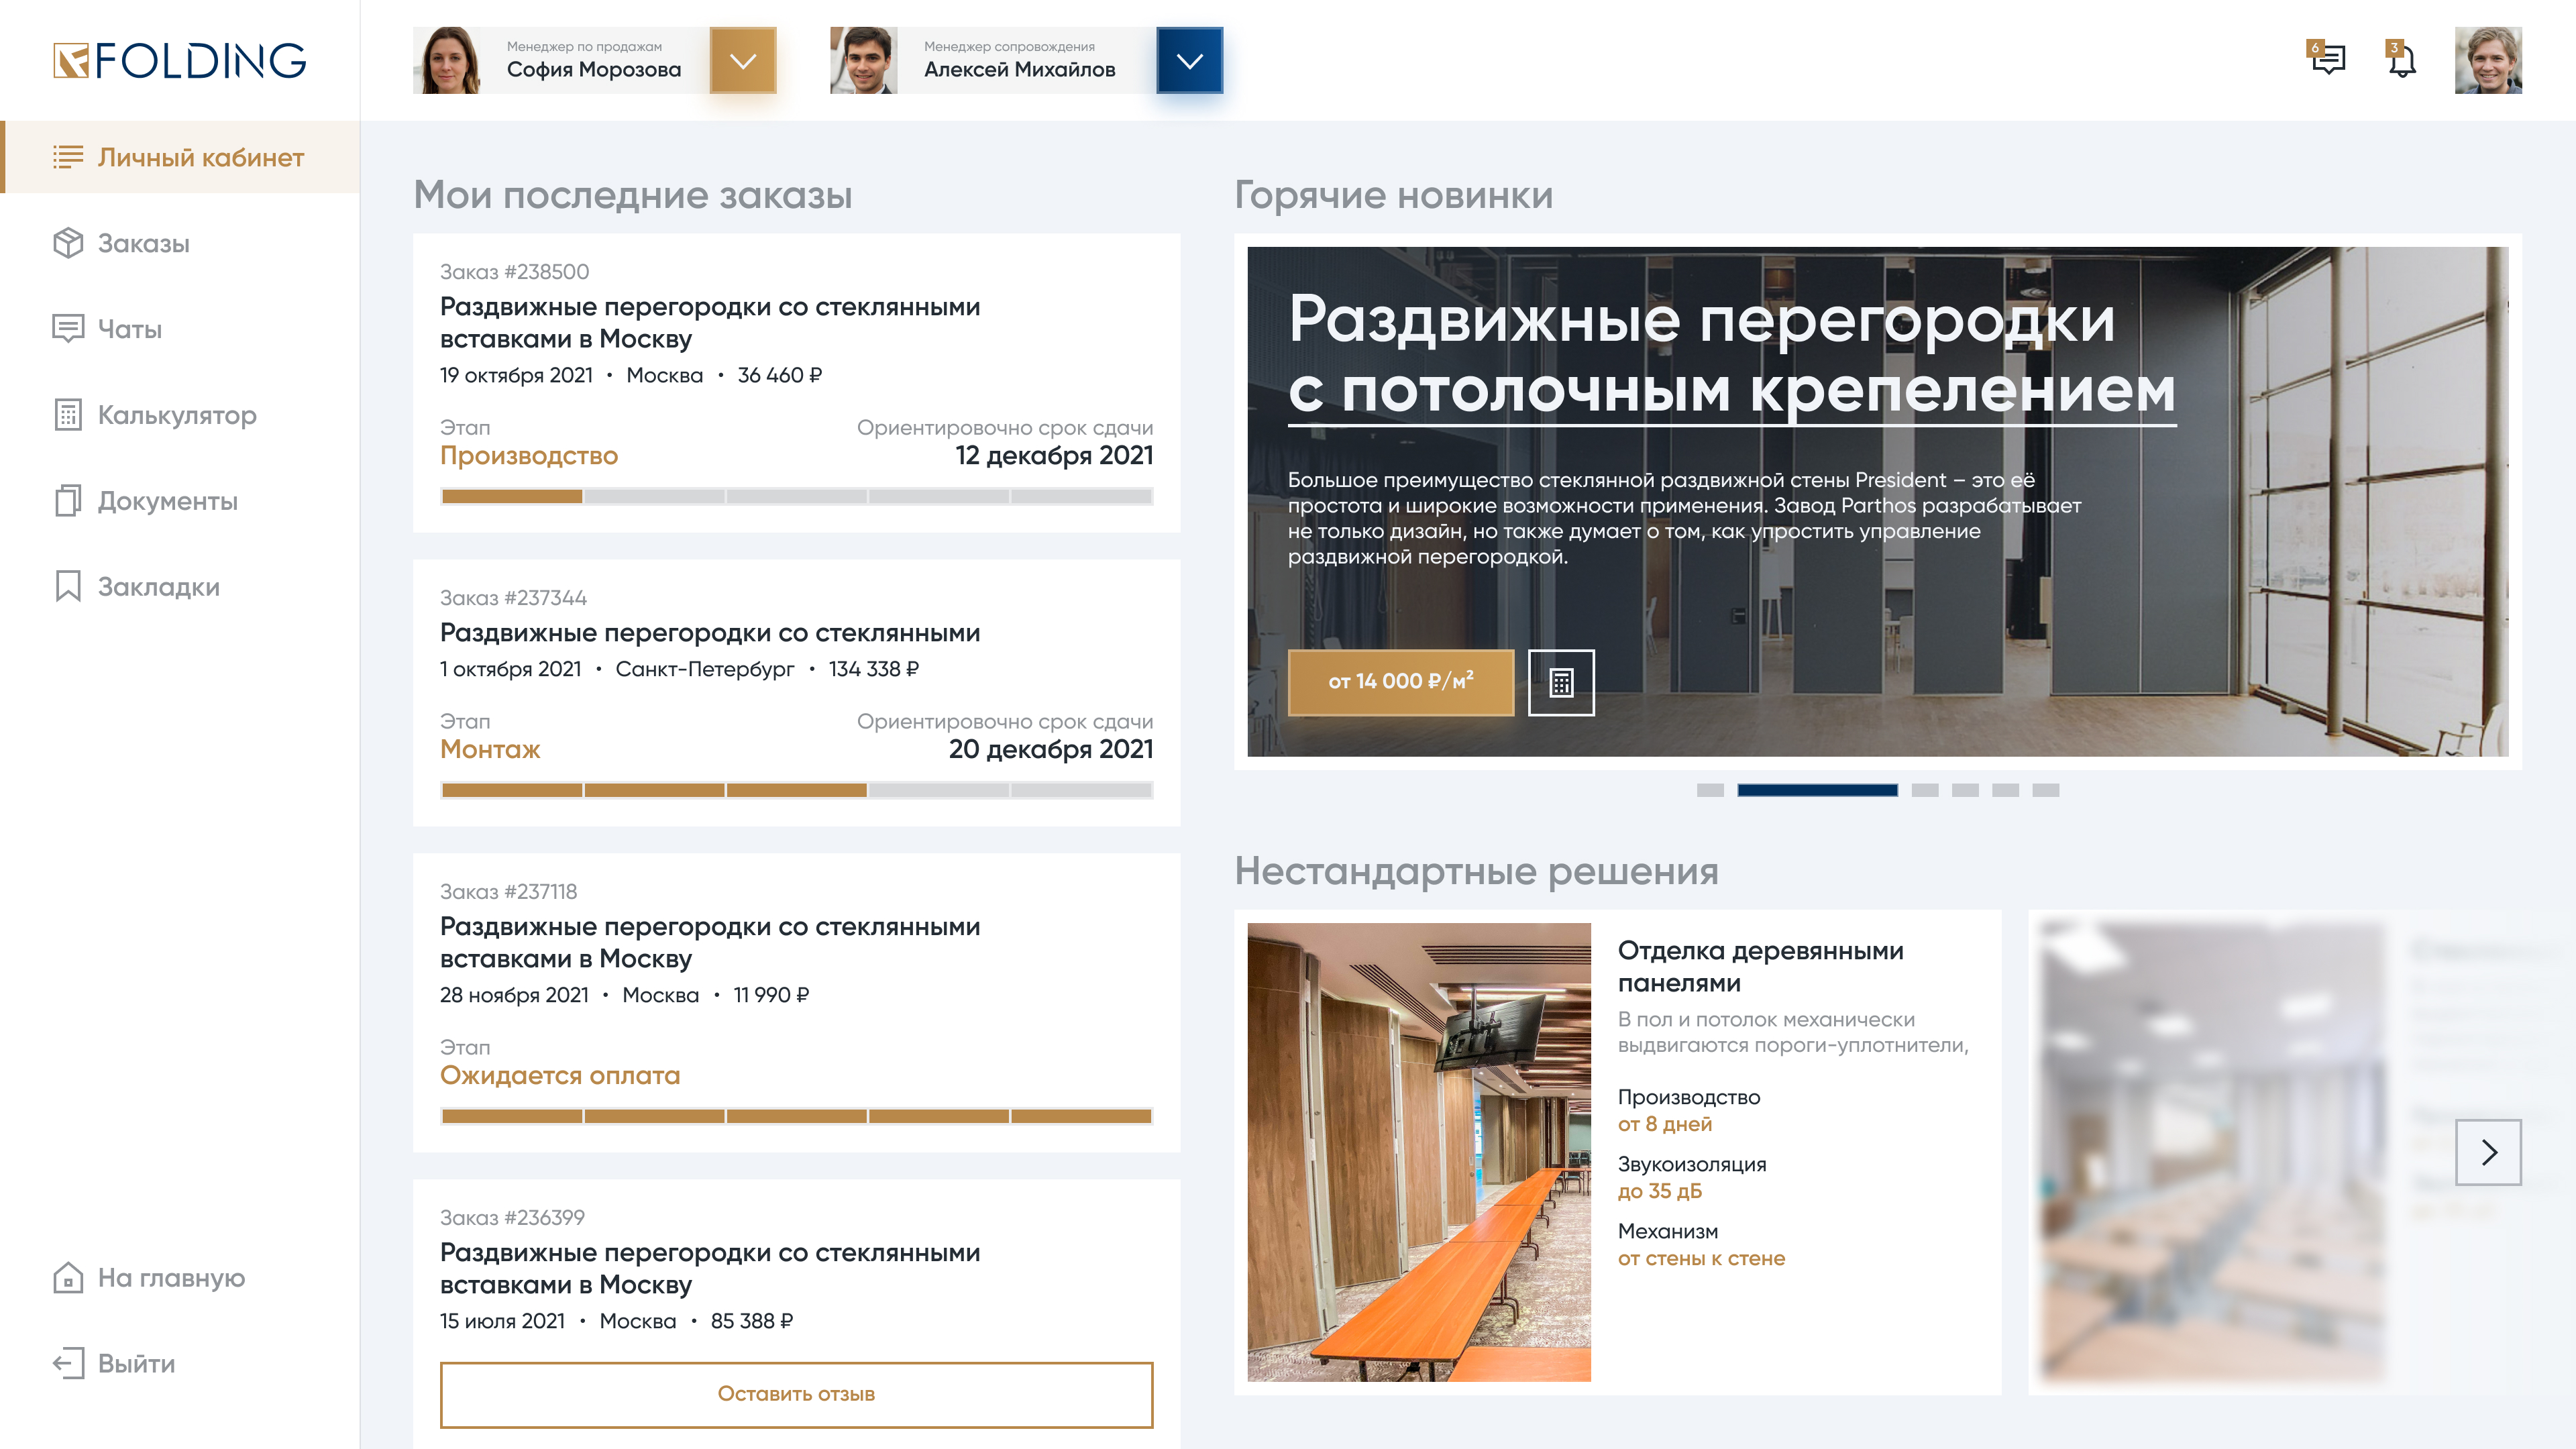 FOLDING
Менеджер по продажам
София Морозова
Менеджер сопровождения
Алексей Михайлов
6
3
Личный кабинет
Заказы
Чаты
Калькулятор
Документы
Закладки
На главную
Выйти
Мои последние заказы
Заказ #238500
Раздвижные перегородки со стеклянными
вставками в Москву
19 октября 2021 • Москва • 36 460 ₽
Этап
Ориентировочно срок сдачи
Производство
12 декабря 2021
Заказ #237344
Раздвижные перегородки со стеклянными
1 октября 2021 • Санкт-Петербург • 134 338 ₽
Этап
Ориентировочно срок сдачи
Монтаж
20 декабря 2021
Заказ #237118
Раздвижные перегородки со стеклянными
вставками в Москву
28 ноября 2021 • Москва • 11 990 ₽
Этап
Ожидается оплата
Заказ #236399
Раздвижные перегородки со стеклянными
вставками в Москву
15 июля 2021 • Москва • 85 388 ₽
Оставить отзыв
Горячие новинки
Раздвижные перегородки
с потолочным крепелением
Большое преимущество стеклянной раздвижной стены President – это её
простота и широкие возможности применения. Завод Parthos разрабатывает
не только дизайн, но также думает о том, как упростить управление
раздвижной перегородкой.
от 14 000 ₽/м²
Нестандартные решения
Отделка деревянными
панелями
В пол и потолок механически
выдвигаются пороги-уплотнители,
Производство
от 8 дней
Звукоизоляция
до 35 дБ
Механизм
от стены к стене